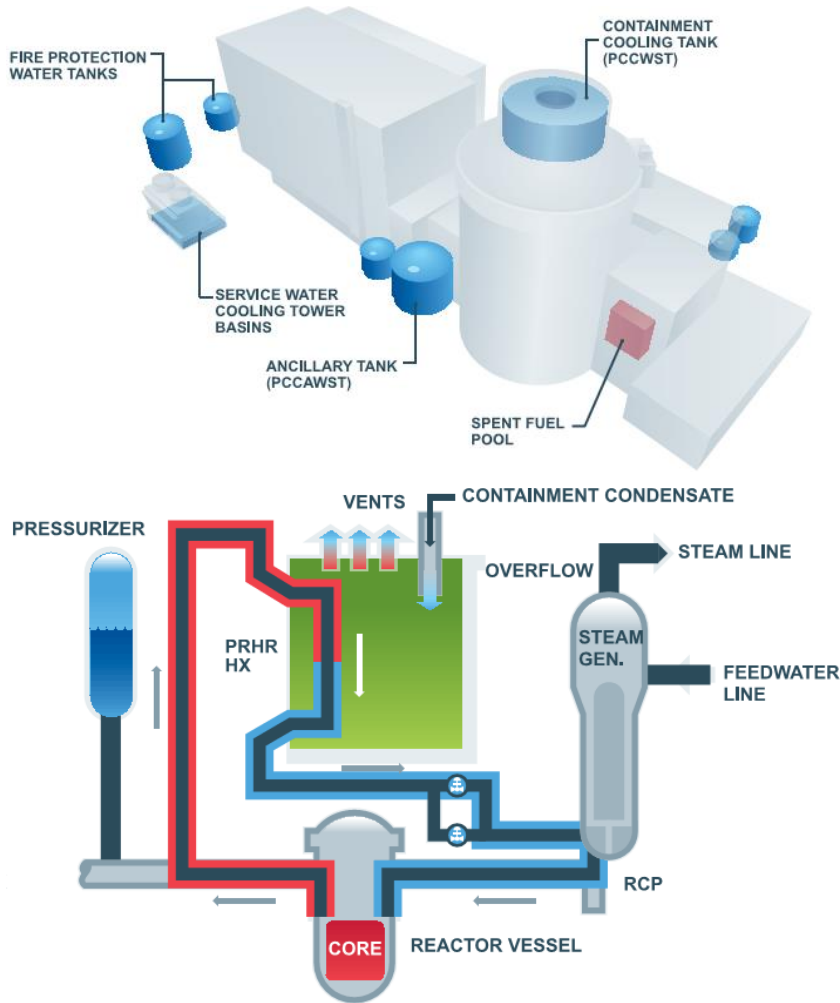 CONTAINMENT
COOLING TANK
(PCCWST)
FIRE PROTECTION
WATER TANKS
SERVICE WATER
COOLING TOWER
BASINS
ANCILLARY TANK
(PCCAWST)
SPENT FUEL
POOL
VENTS
CONTAINMENT CONDENSATE
PRESSURIZER
OVERFLOW
STEAM LINE
STEAM
GEN.
PRHR
HX
FEEDWATER
LINE
RCP
CORE
REACTOR VESSEL